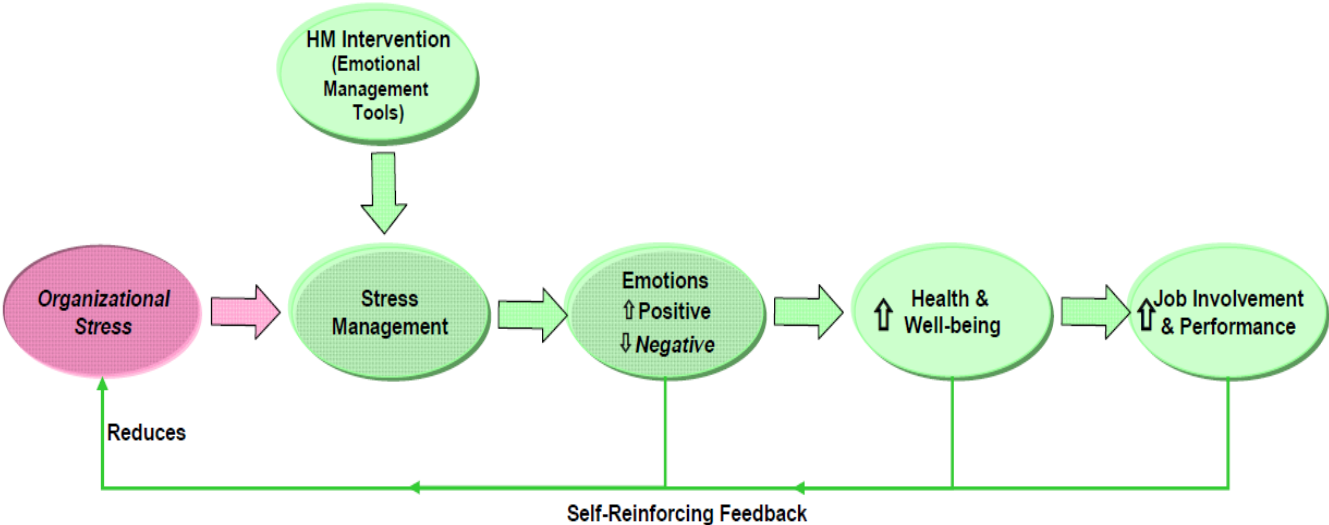 HM Intervention
(Emotional
Management
Tools)
Organizational
Stress
Stress
Management
Emotions
⇧Positive
⇩Negative
⇧ Health &
Well-being
⇧Job Involvement
& Performance
Reduces
Self-Reinforcing Feedback